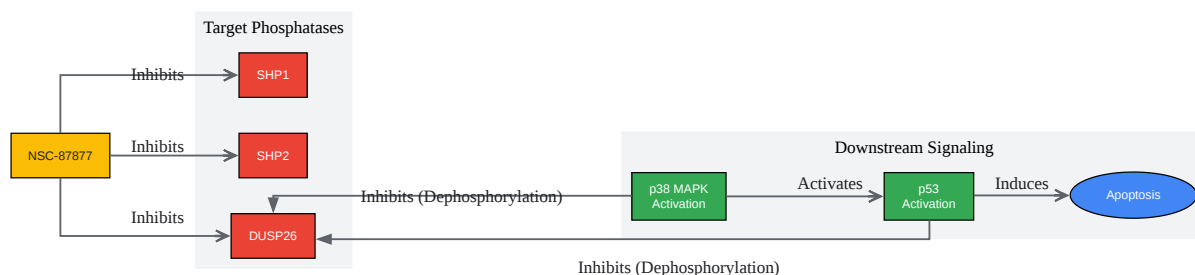 Target Phosphatases
Inhibits
SHP1
NSC-87877
Inhibits
SHP2
Downstream Signaling
Inhibits
DUSP26
Inhibits (Dephosphorylation)
p38 MAPK
Activation
Activates
p53
Activation
Induces
Apoptosis
Inhibits (Dephosphorylation)